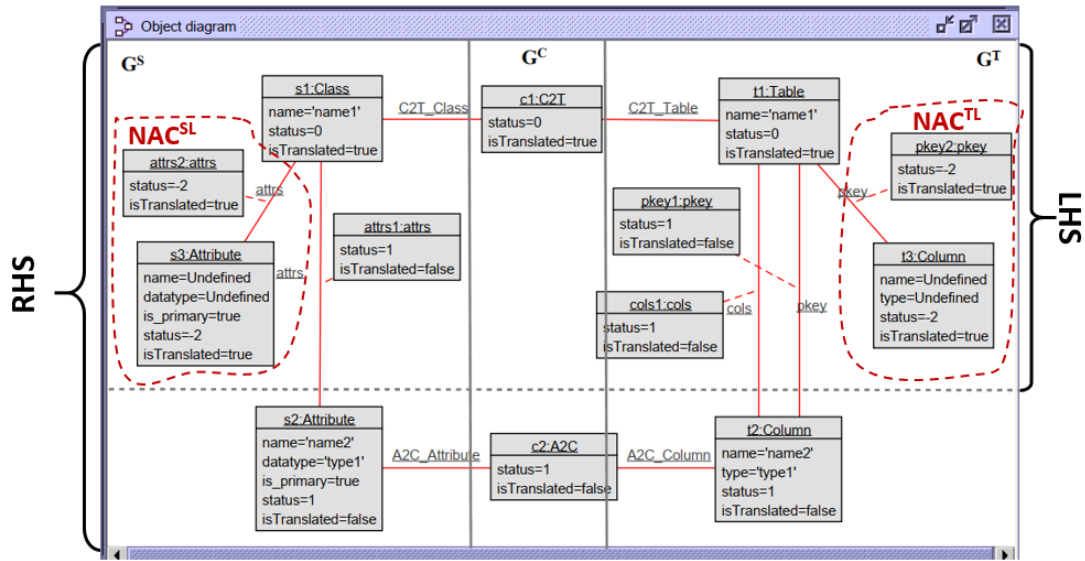 Object diagram
G^S
G^C
G^T
RHS
LHS
NAC^SL
NAC^TL
s1:Class
name='name1'
status=0
isTranslated=true
C2T_Class
c1:C2T
status=0
isTranslated=true
C2T_Table
t1:Table
name='name1'
status=0
isTranslated=true
attrs2:attrs
status=-2
isTranslated=true
attrs
pkey2:pkey
status=-2
isTranslated=true
pkey
attrs1:attrs
status=1
isTranslated=false
attrs
pkey1:pkey
status=1
isTranslated=false
pkey
s3:Attribute
name=Undefined
datatype=Undefined
is_primary=true
status=-2
isTranslated=true
cols1:cols
status=1
isTranslated=false
cols
t3:Column
name=Undefined
type=Undefined
status=-2
isTranslated=true
s2:Attribute
name='name2'
datatype='type1'
is_primary=true
status=1
isTranslated=false
A2C_Attribute
c2:A2C
status=1
isTranslated=false
A2C_Column
t2:Column
name='name2'
type='type1'
status=1
isTranslated=false